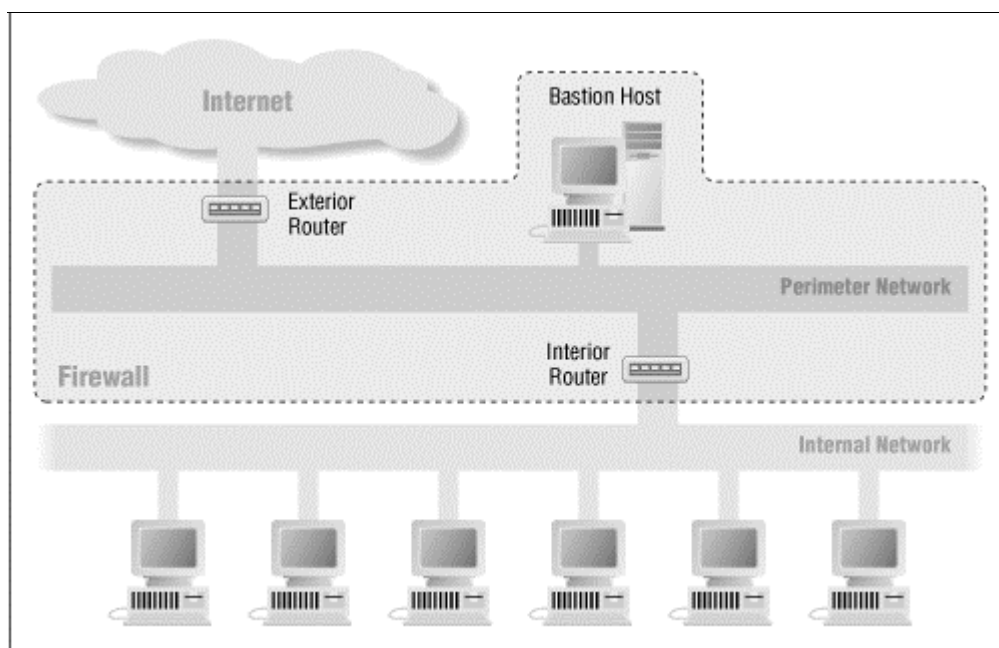 Internet
Bastion Host
Exterior
Router
Perimeter Network
Interior
Router
Firewall
Internal Network